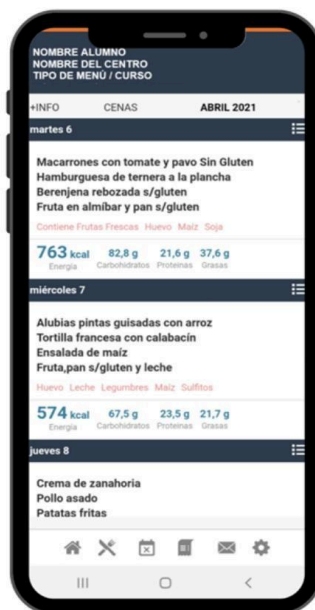 NOMBRE ALUMNO
NOMBRE DEL CENTRO
TIPO DE MENÚ / CURSO
+INFO CENAS ABRIL 2021
martes 6
Macarrones con tomate y pavo Sin Gluten
Hamburguesa de ternera a la plancha
Berenjena rebozada s/gluten
Fruta en almíbar y pan s/gluten
Contiene Frutas Frescas Huevo Maíz Soja
763 kcal 82,8 g 21,6 g 37,6 g
Energía Carbohidratos Proteinas Grasas
miércoles 7
Alubias pintas guisadas con arroz
Tortilla francesa con calabacín
Ensalada de maíz
Fruta,pan s/gluten y leche
Huevo Leche Legumbres Maíz Sulfitos
574 kcal 67,5 g 23,5 g 21,7 g
Energía Carbohidratos Proteinas Grasas
jueves 8
Crema de zanahoria
Pollo asado
Patatas fritas